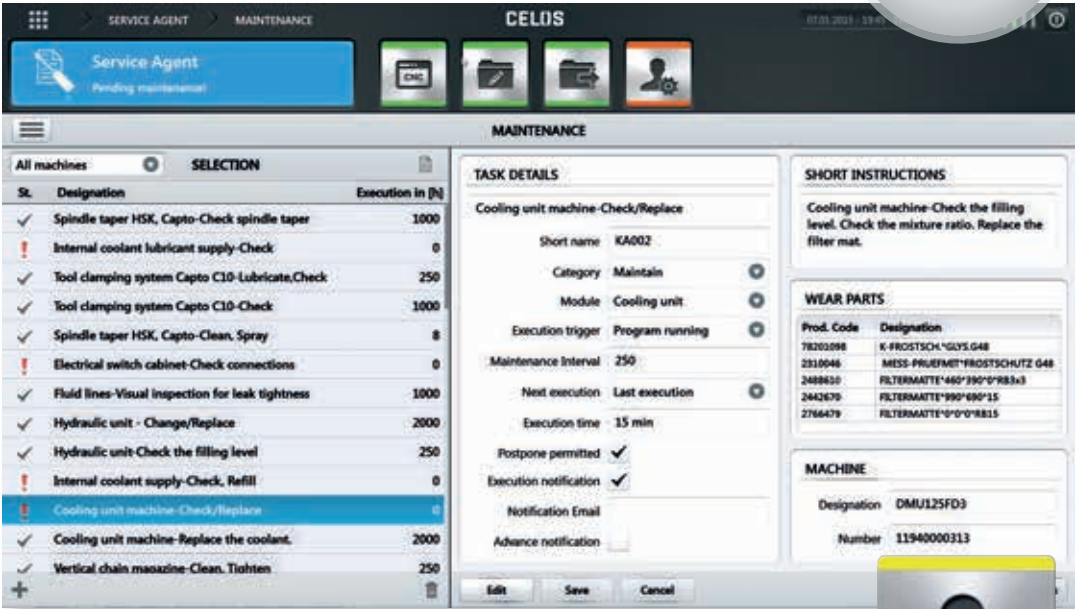 SERVICE AGENT MAINTENANCE CELOS
Service Agent
Pending maintenance!
CNC
MAINTENANCE
All machines SELECTION
St. Designation Execution in [h]
Spindle taper HSK, Capto-Check spindle taper 1000
Internal coolant lubricant supply-Check 0
Tool clamping system Capto C10-Lubricate,Check 250
Tool clamping system Capto C10-Check 1000
Spindle taper HSK, Capto-Clean, Spray 8
Electrical switch cabinet-Check connections 0
Fluid lines-Visual inspection for leak tightness 1000
Hydraulic unit - Change/Replace 2000
Hydraulic unit-Check the filling level 250
Internal coolant supply-Check, Refill 0
Cooling unit machine-Check/Replace 0
Cooling unit machine-Replace the coolant. 2000
Vertical chain magazine-Clean, Tighten 250
TASK DETAILS
Cooling unit machine-Check/Replace
Short name KA002
Category Maintain
Module Cooling unit
Execution trigger Program running
Maintenance Interval 250
Next execution Last execution
Execution time 15 min
Postpone permitted
Execution notification
Notification Email
Advance notification
Edit Save Cancel
SHORT INSTRUCTIONS
Cooling unit machine-Check the filling
level. Check the mixture ratio. Replace the
filter mat.
WEAR PARTS
Prod. Code Designation
78201098 K-FROSTSCH.*GLYS.G48
2310046 MESS-PRUEFMIT*FROSTSCHUTZ G48
2488610 FILTERMATTE*460*390*0*RB3x3
2442670 FILTERMATTE*990*690*15
2766479 FILTERMATTE*0*0*0*RB15
MACHINE
Designation DMU125FD3
Number 11940000313